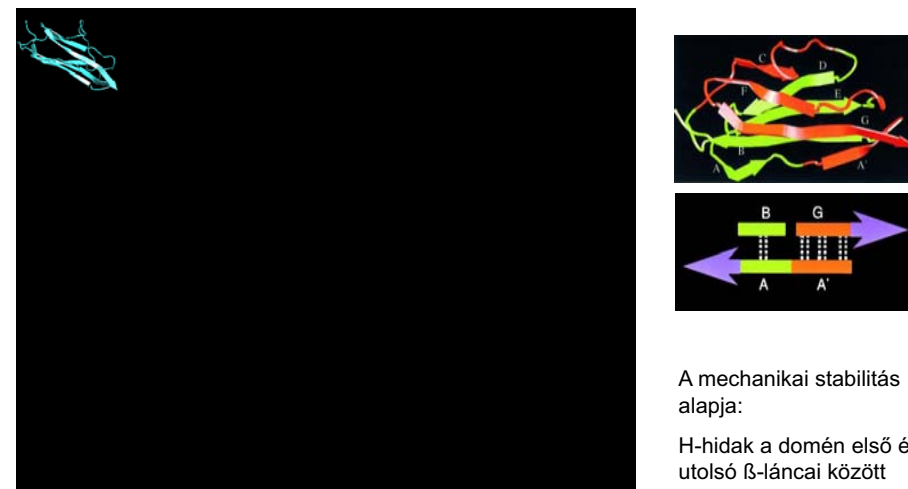 C
D
F
E
G
B
A
A'
B G
A A'
A mechanikai stabilitás
alapja:
H-hidak a domén első é
utolsó ß-láncai között